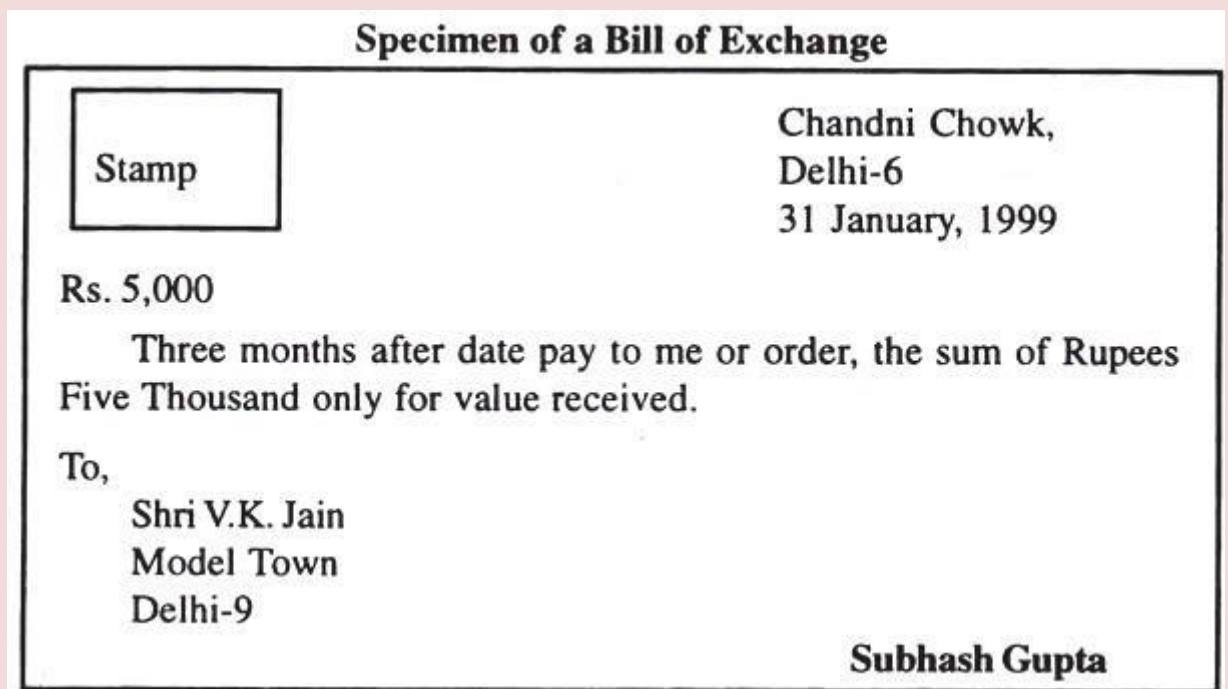 Specimen of a Bill of Exchange
Stamp
Chandni Chowk,
Delhi-6
31 January, 1999
Rs. 5,000
Three months after date pay to me or order, the sum of Rupees
Five Thousand only for value received.
To,
Shri V.K. Jain
Model Town
Delhi-9
Subhash Gupta